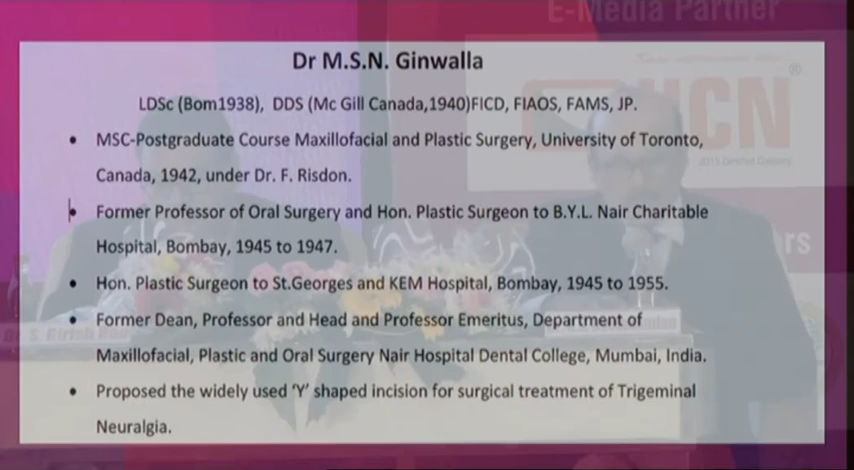 E-Media Partner
Dr M.S.N. Ginwalla
LDSc (Bom1938), DDS (Mc Gill Canada,1940)FICD, FIAOS, FAMS, JP.
• MSC-Postgraduate Course Maxillofacial and Plastic Surgery, University of Toronto,
Canada, 1942, under Dr. F. Risdon.
• Former Professor of Oral Surgery and Hon. Plastic Surgeon to B.Y.L. Nair Charitable
Hospital, Bombay, 1945 to 1947.
• Hon. Plastic Surgeon to St.Georges and KEM Hospital, Bombay, 1945 to 1955.
• Former Dean, Professor and Head and Professor Emeritus, Department of
Maxillofacial, Plastic and Oral Surgery Nair Hospital Dental College, Mumbai, India.
• Proposed the widely used ‘Y’ shaped incision for surgical treatment of Trigeminal
Neuralgia.
CN
®
rs